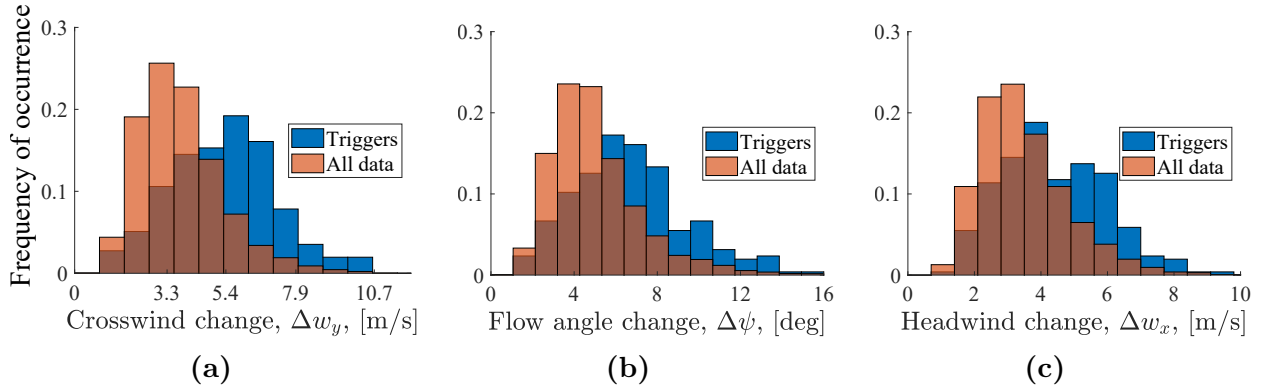 Frequency of occurrence
0.3
0.2
0.1
0
0 3.3 5.4 7.9 10.7
Crosswind change, Δw_y, [m/s]
Triggers
All data
(a)
0.3
0.2
0.1
0
0 4 8 12 16
Flow angle change, Δψ, [deg]
Triggers
All data
(b)
0.3
0.2
0.1
0
0 2 4 6 8 10
Headwind change, Δw_x, [m/s]
Triggers
All data
(c)